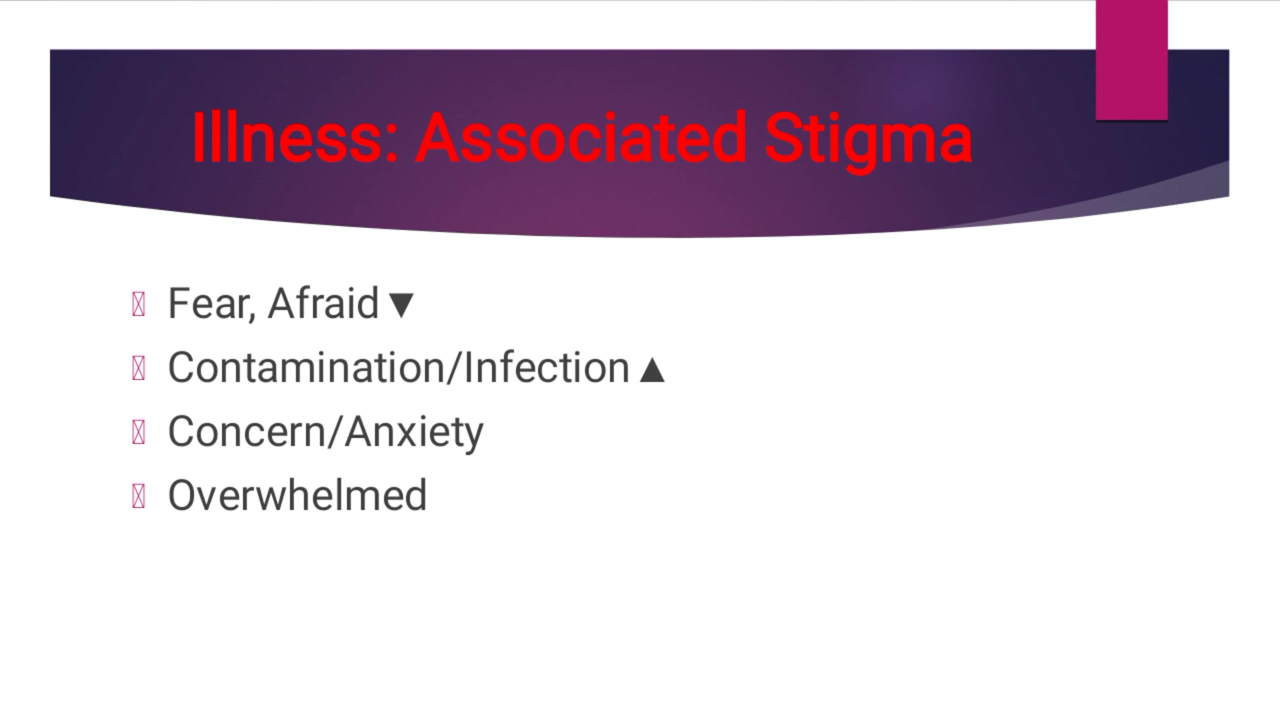 Illness: Associated Stigma
Fear, Afraid ▼
Contamination/Infection ▲
Concern/Anxiety
Overwhelmed